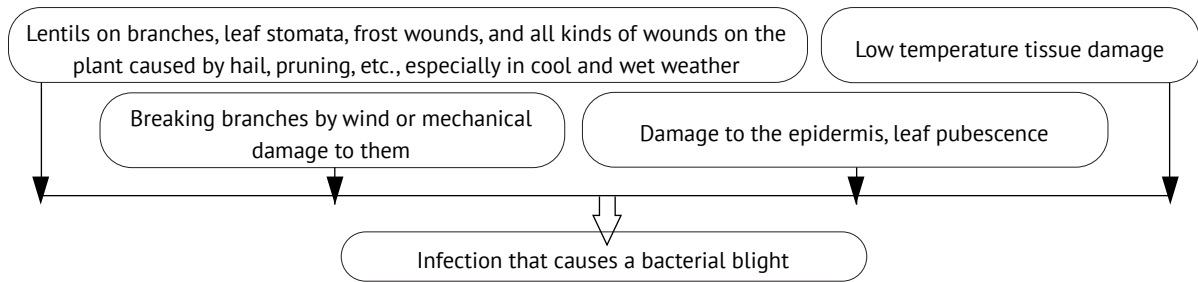 Lentils on branches, leaf stomata, frost wounds, and all kinds of wounds on the
plant caused by hail, pruning, etc., especially in cool and wet weather
Low temperature tissue damage
Breaking branches by wind or mechanical
damage to them
Damage to the epidermis, leaf pubescence
Infection that causes a bacterial blight